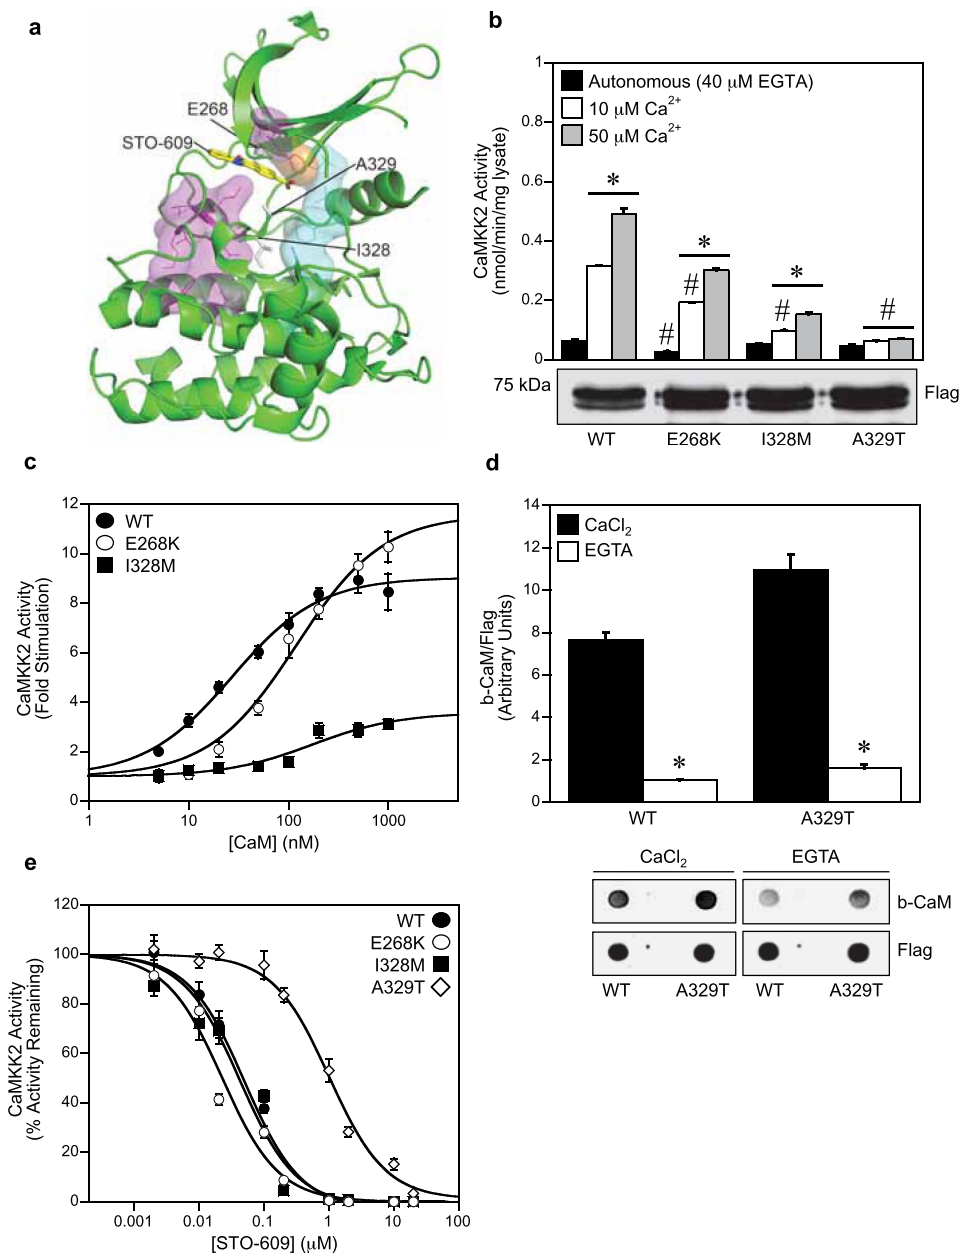 a
E268
STO-609
A329
I328
b
CaMKK2 Activity
(nmol/min/mg lysate)
1
0.8
0.6
0.4
0.2
0
Autonomous (40 μM EGTA)
10 μM Ca2+
50 μM Ca2+
*
*
*
#
#
#
#
75 kDa
Flag
WT
E268K
I328M
A329T
c
CaMKK2 Activity
(Fold Stimulation)
12
10
8
6
4
2
0
WT
E268K
I328M
1
10
100
1000
[CaM] (nM)
d
b-CaM/Flag
(Arbitrary Units)
14
12
10
8
6
4
2
0
CaCl2
EGTA
*
*
WT
A329T
CaCl2
EGTA
b-CaM
Flag
WT
A329T
WT
A329T
e
CaMKK2 Activity
(% Activity Remaining)
120
100
80
60
40
20
0
WT
E268K
I328M
A329T
0.001
0.01
0.1
1
10
100
[STO-609] (μM)